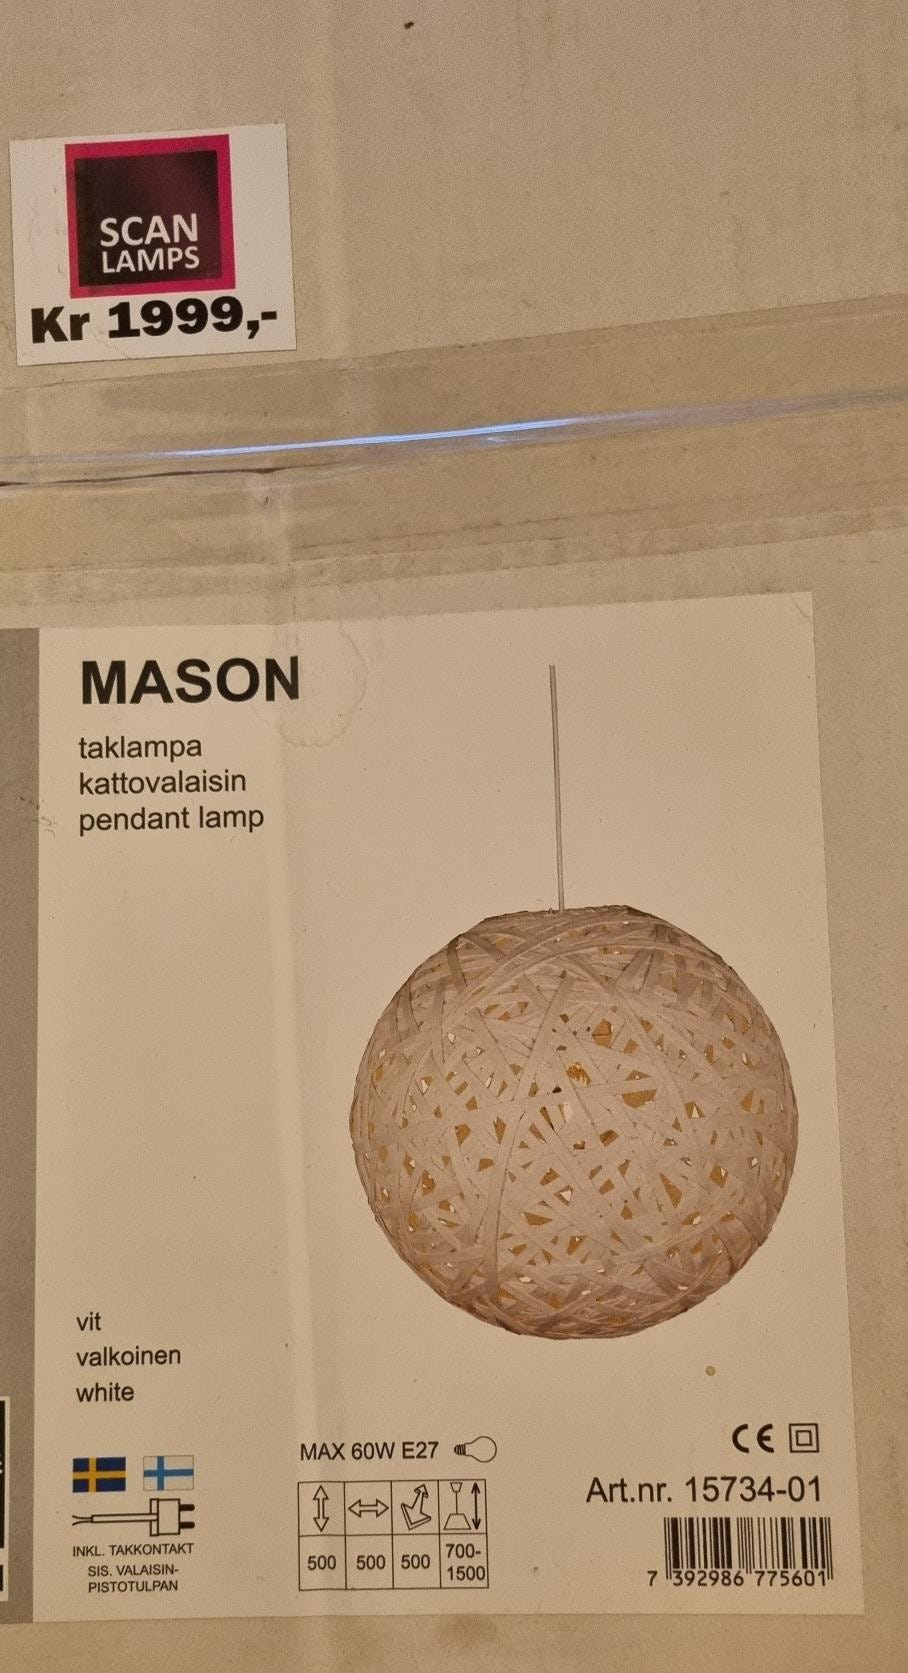 SCAN
LAMPS
Kr 1999,-
MASON
taklampa
kattovalaisin
pendant lamp
vit
valkoinen
white
INKL. TAKKONTAKT
SIS. VALAISIN-
PISTOTULPAN
MAX 60W E27
500 500 500 700-
1500
CE
Art.nr. 15734-01
7 392986 775601